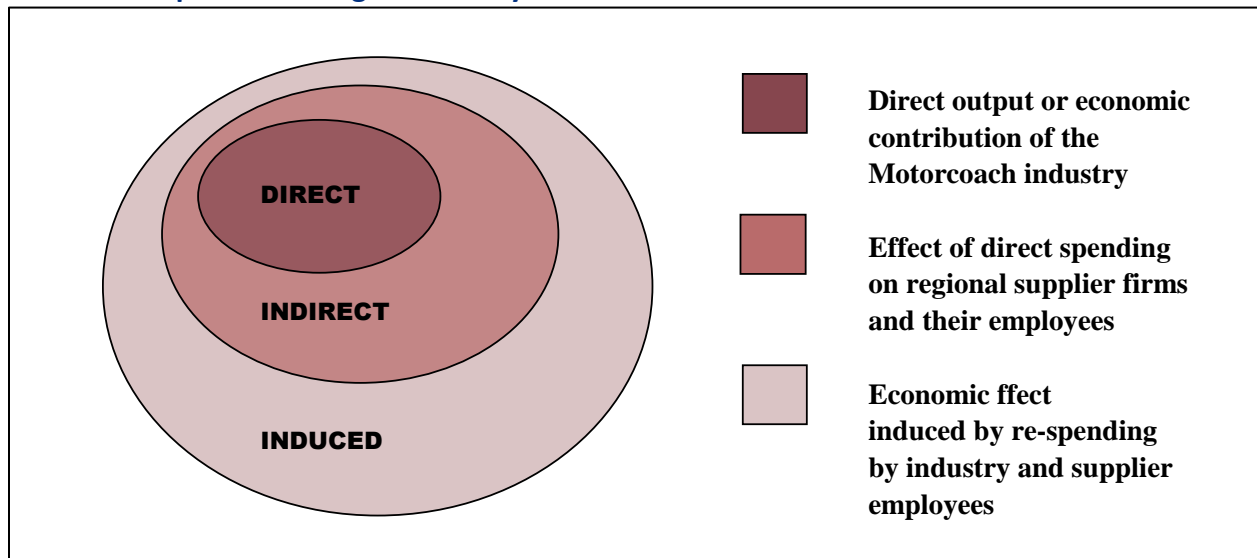 DIRECT
INDIRECT
INDUCED
Direct output or economic
contribution of the
Motorcoach industry
Effect of direct spending
on regional supplier firms
and their employees
Economic ffect
induced by re-spending
by industry and supplier
employees